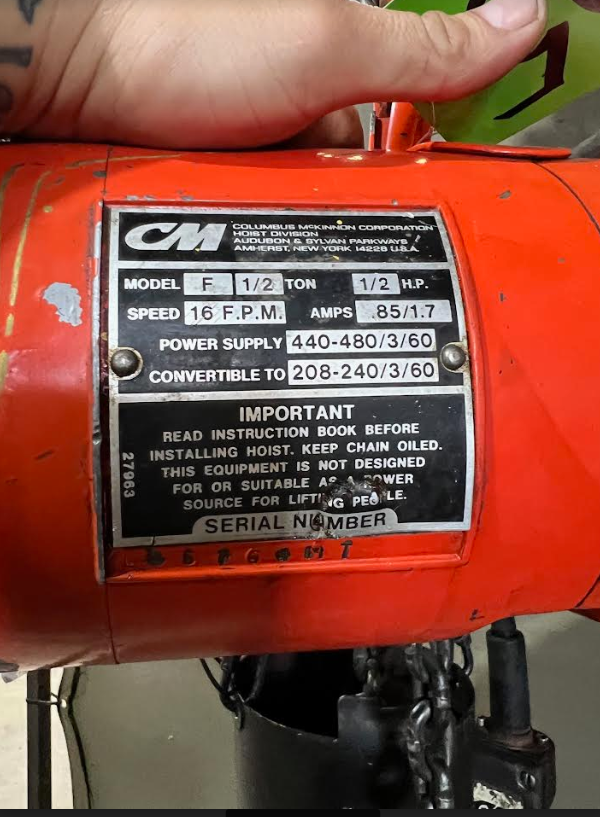 CM
COLUMBUS McKINNON CORPORATION
HOIST DIVISION
AUDUBON & SYLVAN PARKWAYS
AMHERST, NEW YORK 14228 U.S.A.
MODEL F 1/2 TON 1/2 H.P.
SPEED 16 F.P.M. AMPS .85/1.7
POWER SUPPLY 440-480/3/60
CONVERTIBLE TO 208-240/3/60
IMPORTANT
READ INSTRUCTION BOOK BEFORE
INSTALLING HOIST. KEEP CHAIN OILED.
THIS EQUIPMENT IS NOT DESIGNED
FOR OR SUITABLE AS A POWER
SOURCE FOR LIFTING PEOPLE.
27963
SERIAL NUMBER